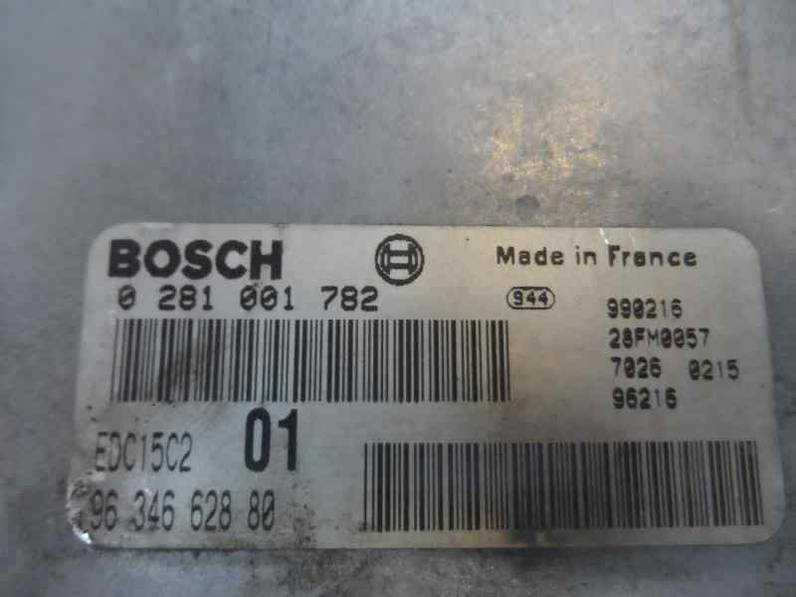 BOSCH Made in France
0 281 001 782 944 990216
28FM0057
7026 0215
96216
EDC15C2 01
96 346 628 80